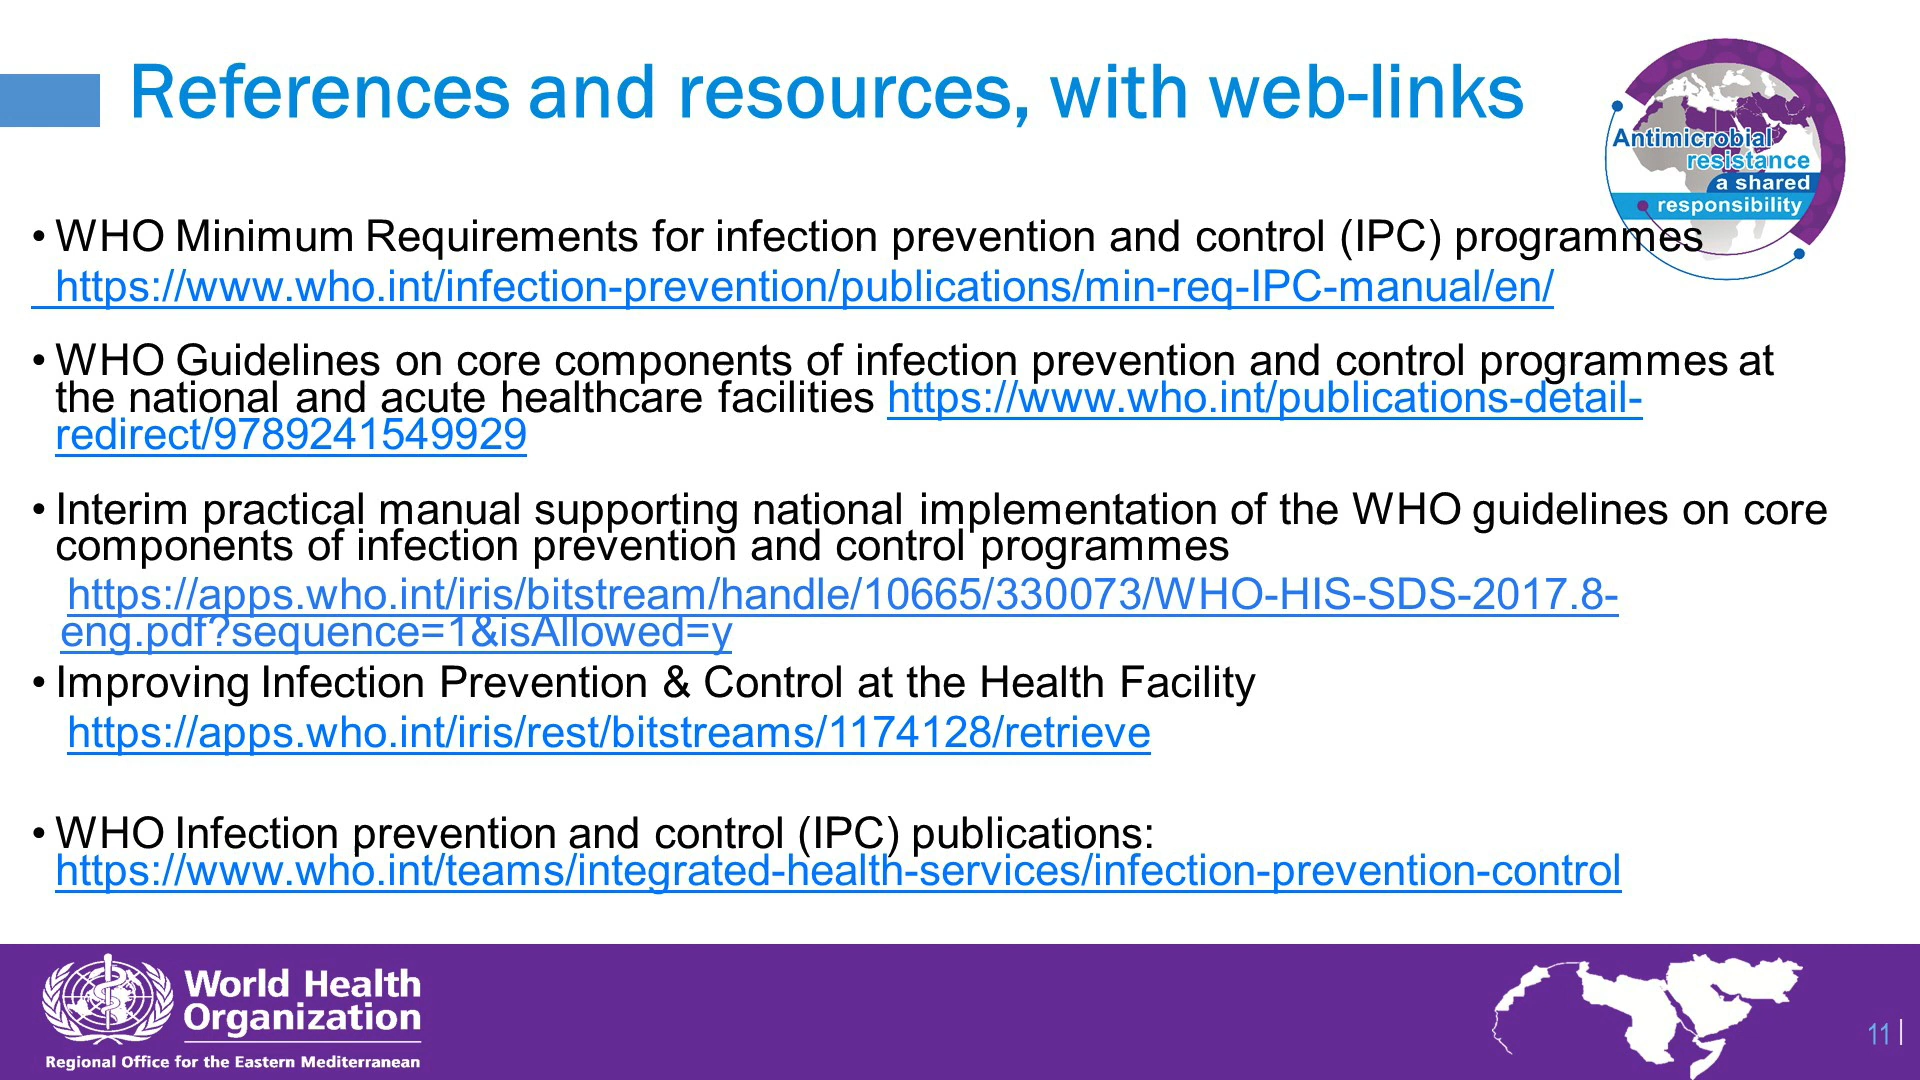 References and resources, with web-links
Antimicrobial
resistance
a shared
responsibility
• WHO Minimum Requirements for infection prevention and control (IPC) programmes
https://www.who.int/infection-prevention/publications/min-req-IPC-manual/en/
• WHO Guidelines on core components of infection prevention and control programmes at
the national and acute healthcare facilities https://www.who.int/publications-detail-
redirect/9789241549929
• Interim practical manual supporting national implementation of the WHO guidelines on core
components of infection prevention and control programmes
https://apps.who.int/iris/bitstream/handle/10665/330073/WHO-HIS-SDS-2017.8-
eng.pdf?sequence=1&isAllowed=y
• Improving Infection Prevention & Control at the Health Facility
https://apps.who.int/iris/rest/bitstreams/1174128/retrieve
• WHO Infection prevention and control (IPC) publications:
https://www.who.int/teams/integrated-health-services/infection-prevention-control
World Health
Organization
Regional Office for the Eastern Mediterranean
11 |